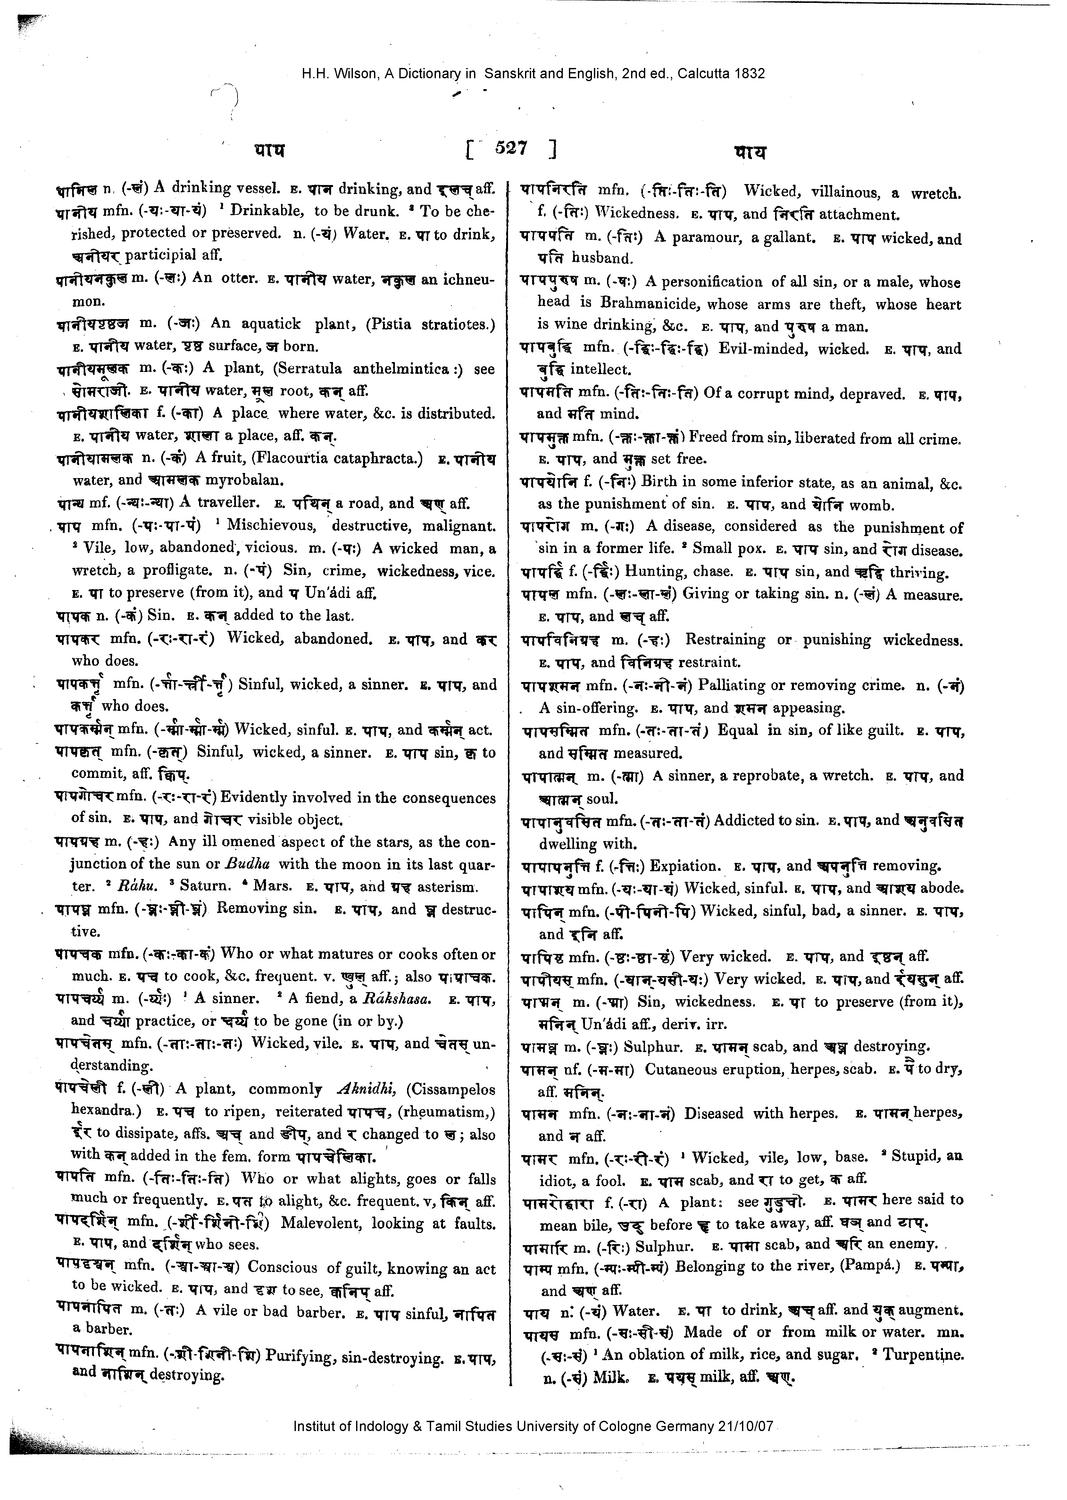 H.H. Wilson, A Dictionary in Sanskrit and English, 2nd ed., Calcutta 1832
पाप [ 527 ] पाय
पानिल n. (-लं) A drinking vessel. E. पान drinking, and इलच् aff.
पानीय mfn. (-यः-या-यं) ¹ Drinkable, to be drunk. ² To be che-
rished, protected or preserved. n. (-यं) Water. E. पा to drink,
अनीयर् participial aff.
पानीयनकुल m. (-लः) An otter. E. पानीय water, नकुल an ichneu-
mon.
पानीयपृष्ठज m. (-जः) An aquatick plant, (Pistia stratiotes.)
E. पानीय water, पृष्ठ surface, ज born.
पानीयमूलक m. (-कः) A plant, (Serratula anthelmintica :) see
सोमराजी. E. पानीय water, मूल root, कन् aff.
पानीयशालिका f. (-का) A place where water, &c. is distributed.
E. पानीय water, शाला a place, aff. कन्.
पानीयामलक n. (-कं) A fruit, (Flacourtia cataphracta.) E. पानीय
water, and आमलक myrobalan.
पान्थ mf. (-न्थः-न्था) A traveller. E. पथिन् a road, and अण् aff.
पाप mfn. (-पः-पा-पं) ¹ Mischievous, destructive, malignant.
² Vile, low, abandoned, vicious. m. (-पः) A wicked man, a
wretch, a profligate. n. (-पं) Sin, crime, wickedness, vice.
E. पा to preserve (from it), and प Un'ádi aff.
पापक n. (-कं) Sin. E. कन् added to the last.
पापकर mfn. (-रः-रा-रं) Wicked, abandoned. E. पाप, and कर
who does.
पापकर्त्तृ mfn. (-र्त्ता-र्त्त्री-र्त्तृ) Sinful, wicked, a sinner. E. पाप, and
कर्त्तृ who does.
पापकर्म्मन् mfn. (-र्म्मा-र्म्मा-र्म्म) Wicked, sinful. E. पाप, and कर्म्मन् act.
पापकृत् mfn. (-कृत्) Sinful, wicked, a sinner. E. पाप sin, कृ to
commit, aff. क्विप्.
पापगोचर mfn. (-रः-रा-रं) Evidently involved in the consequences
of sin. E. पाप, and गोचर visible object.
पापग्रह m. (-हः) Any ill omened aspect of the stars, as the con-
junction of the sun or Budha with the moon in its last quar-
ter. ² Ráhu. ³ Saturn. ⁴ Mars. E. पाप, and ग्रह asterism.
पापघ्न mfn. (-घ्नः-घ्नी-घ्नं) Removing sin. E. पाप, and घ्न destruc-
tive.
पापचक mfn. (-कः-का-कं) Who or what matures or cooks often or
much. E. पच to cook, &c. frequent. v. ण्वुल् aff. ; also पापाचक.
पापचर्य्य m. (-र्य्यः) ¹ A sinner. ² A fiend, a Rákshasa. E. पाप,
and चर्य्या practice, or चर्य्य to be gone (in or by.)
पापचेतस् mfn. (-ताः-ताः-तः) Wicked, vile. E. पाप, and चेतस् un-
derstanding.
पापचेली f. (-ली) A plant, commonly Aknidhi, (Cissampelos
hexandra.) E. पच to ripen, reiterated पापच, (rheumatism,)
ईर to dissipate, affs. अच् and ङीप्, and र changed to ल ; also
with कन् added in the fem. form पापचेलिका.
पापति mfn. (-तिः-तिः-ति) Who or what alights, goes or falls
much or frequently. E. पत to alight, &c. frequent. v, किन् aff.
पापदर्शिन् mfn. (-र्शी-र्शिनी-र्शि) Malevolent, looking at faults.
E. पाप, and दर्शिन् who sees.
पापदृश्वन् mfn. (-श्वा-श्वा-श्व) Conscious of guilt, knowing an act
to be wicked. E. पाप, and दृश to see, क्वनिप् aff.
पापनापित m. (-तः) A vile or bad barber. E. पाप sinful, नापित
a barber.
पापनाशिन् mfn. (-शी-शिनी-शि) Purifying, sin-destroying. E. पाप,
and नाशिन् destroying.
पापनिरति mfn. (-तिः-तिः-ति) Wicked, villainous, a wretch.
f. (-तिः) Wickedness. E. पाप, and निरति attachment.
पापपति m. (-तिः) A paramour, a gallant. E. पाप wicked, and
पति husband.
पापपुरुष m. (-षः) A personification of all sin, or a male, whose
head is Brahmanicide, whose arms are theft, whose heart
is wine drinking, &c. E. पाप, and पुरुष a man.
पापबुद्धि mfn. (-द्धिः-द्धिः-द्धि) Evil-minded, wicked. E. पाप, and
बुद्धि intellect.
पापमति mfn. (-तिः-तिः-ति) Of a corrupt mind, depraved. E. पाप,
and मति mind.
पापमुक्त mfn. (-क्तः-क्ता-क्तं) Freed from sin, liberated from all crime.
E. पाप, and मुक्त set free.
पापयोनि f. (-निः) Birth in some inferior state, as an animal, &c.
as the punishment of sin. E. पाप, and योनि womb.
पापरोग m. (-गः) A disease, considered as the punishment of
sin in a former life. ² Small pox. E. पाप sin, and रोग disease.
पापर्द्धि f. (-र्द्धिः) Hunting, chase. E. पाप sin, and ऋद्धि thriving.
पापल mfn. (-लः-ला-लं) Giving or taking sin. n. (-लं) A measure.
E. पाप, and लच् aff.
पापविनिग्रह m. (-हः) Restraining or punishing wickedness.
E. पाप, and विनिग्रह restraint.
पापशमन mfn. (-नः-नी-नं) Palliating or removing crime. n. (-नं)
A sin-offering. E. पाप, and शमन appeasing.
पापसम्मित mfn. (-तः-ता-तं) Equal in sin, of like guilt. E. पाप,
and सम्मित measured.
पापात्मन् m. (-त्मा) A sinner, a reprobate, a wretch. E. पाप, and
आत्मन् soul.
पापानुवसित mfn. (-तः-ता-तं) Addicted to sin. E. पाप, and अनुवसित
dwelling with.
पापापनुत्ति f. (-त्तिः) Expiation. E. पाप, and अपनुत्ति removing.
पापाशय mfn. (-यः-या-यं) Wicked, sinful. E. पाप, and आशय abode.
पापिन् mfn. (-पी-पिनी-पि) Wicked, sinful, bad, a sinner. E. पाप,
and इनि aff.
पापिष्ठ mfn. (-ष्ठः-ष्ठा-ष्ठं) Very wicked. E. पाप, and इष्ठन् aff.
पापीयस् mfn. (-यान्-यसी-यः) Very wicked. E. पाप, and ईयसुन् aff.
पाप्मन् m. (-प्मा) Sin, wickedness. E. पा to preserve (from it),
मनिन् Un'ádi aff., deriv. irr.
पामघ्न m. (-घ्नः) Sulphur. E. पामन् scab, and घ्न destroying.
पामन् nf. (-म-मा) Cutaneous eruption, herpes, scab. E. पै to dry,
aff. मनिन्.
पामन mfn. (-नः-ना-नं) Diseased with herpes. E. पामन् herpes,
and न aff.
पामर mfn. (-रः-री-रं) ¹ Wicked, vile, low, base. ² Stupid, an
idiot, a fool. E. पाम scab, and रा to get, क aff.
पामरोद्धारा f. (-रा) A plant: see गुडुची. E. पामर here said to
mean bile, उद् before हृ to take away, aff. घञ् and टाप्.
पामारि m. (-रिः) Sulphur. E. पामा scab, and अरि an enemy.
पाम्प mfn. (-म्पः-म्पी-म्पं) Belonging to the river, (Pampá.) E. पम्पा,
and अण् aff.
पाय n. (-यं) Water. E. पा to drink, अच् aff. and युक् augment.
पायस mfn. (-सः-सी-सं) Made of or from milk or water. mn.
(-सः-सं) ¹ An oblation of milk, rice, and sugar. ² Turpentine.
n. (-सं) Milk. E. पयस् milk, aff. अण्.
Institut of Indology & Tamil Studies University of Cologne Germany 21/10/07